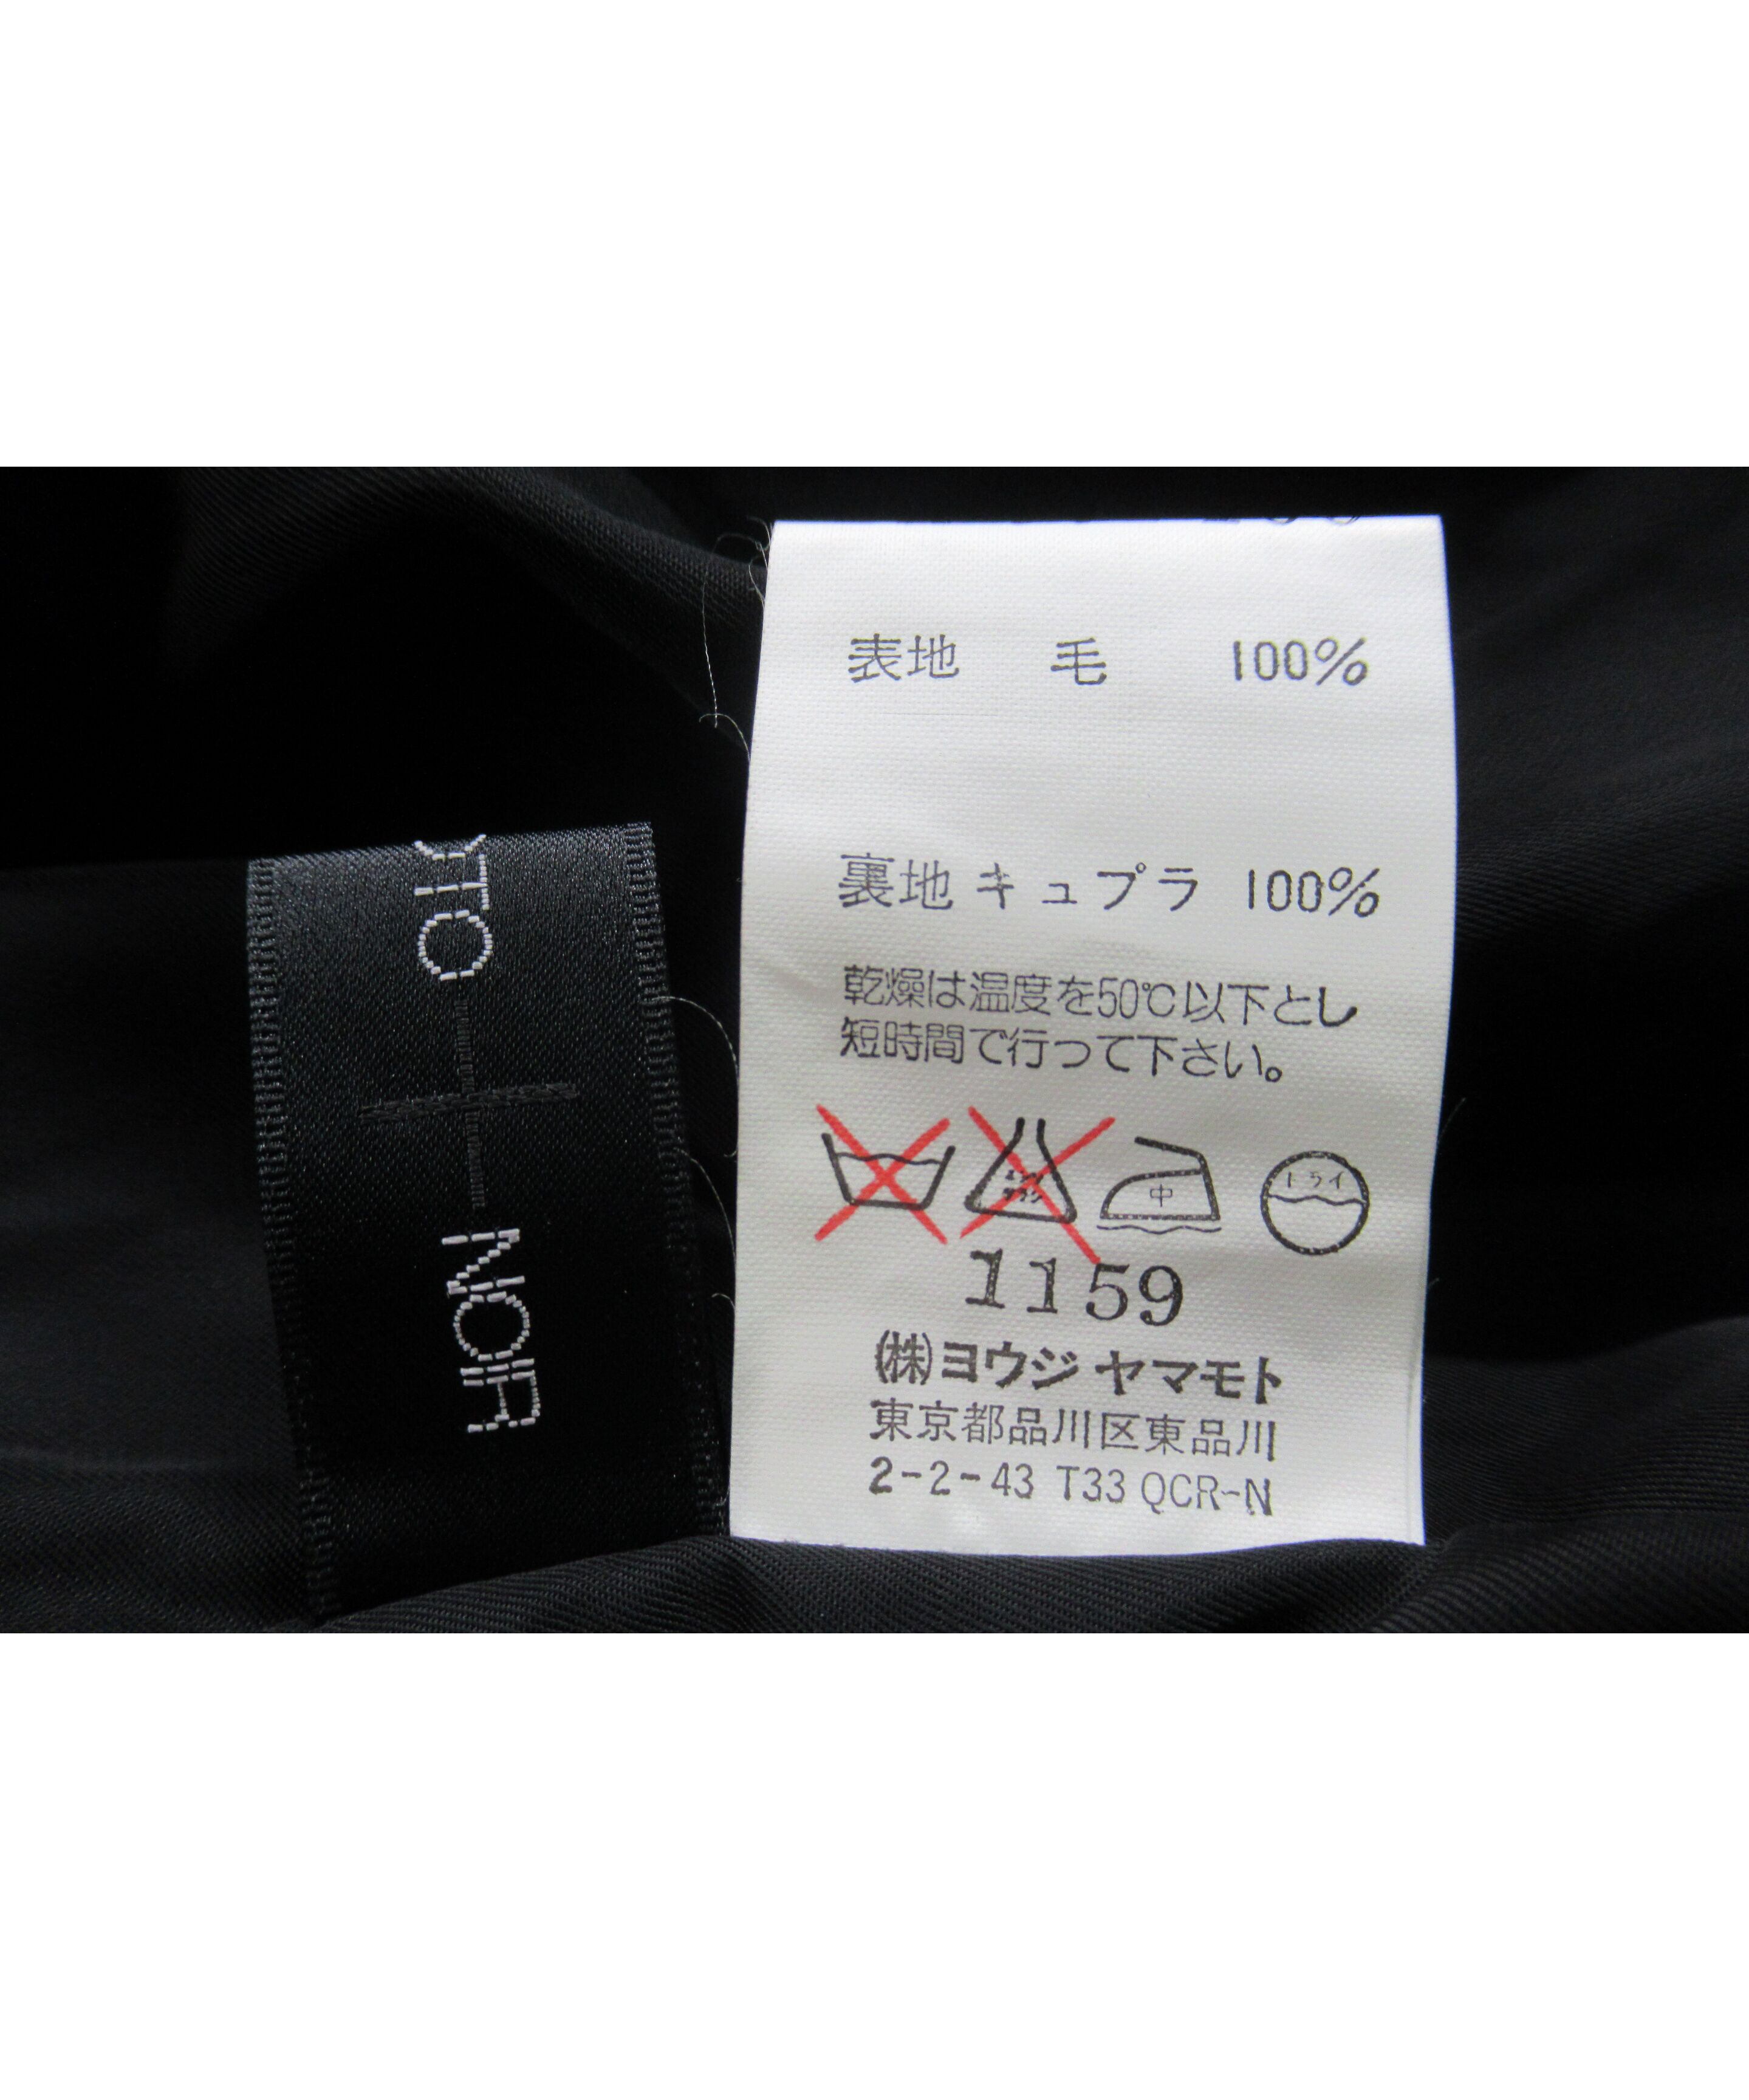 OTO
NOIR
表地 毛 100%
裏地 キュプラ 100%
乾燥は温度を50℃以下とし
短時間で行って下さい。
中
ドライ
1159
(株)ヨウジ ヤマモト
東京都品川区東品川
2-2-43 T33 QCR-N